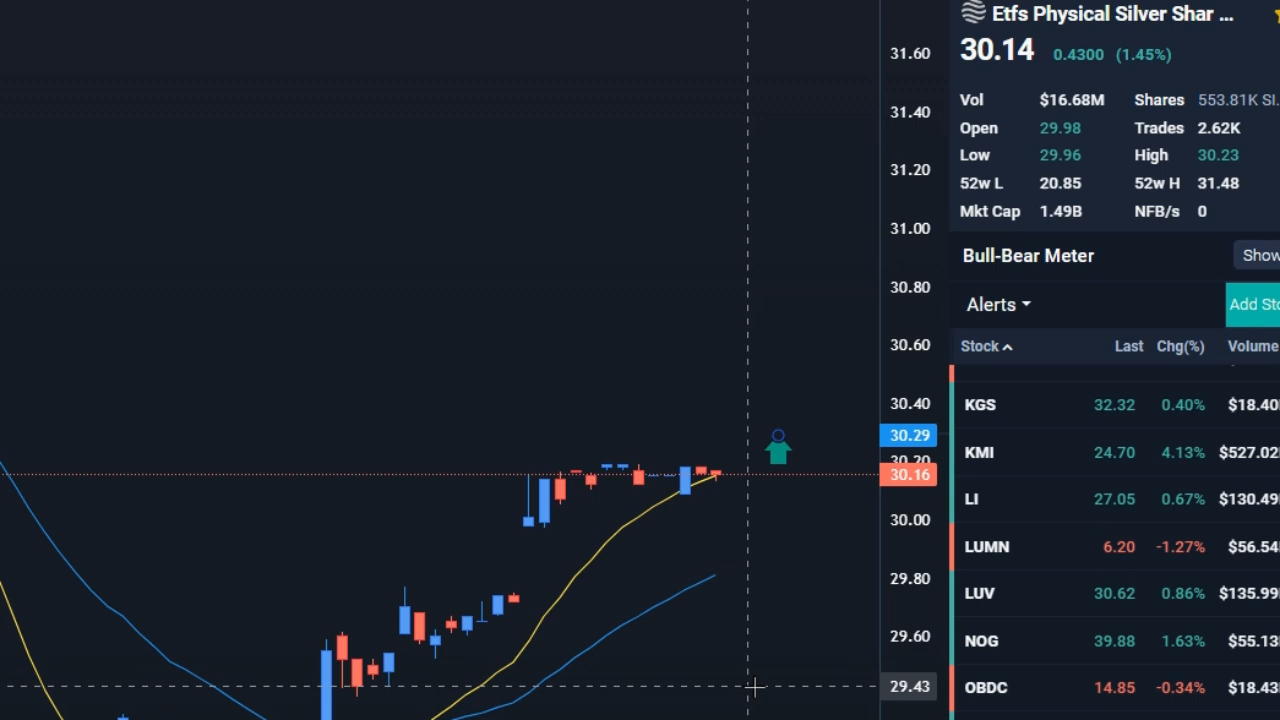 Etfs Physical Silver Shar ...
30.14 0.4300 (1.45%)
Vol $16.68M Shares 553.81K SI.
Open 29.98 Trades 2.62K
Low 29.96 High 30.23
52w L 20.85 52w H 31.48
Mkt Cap 1.49B NFB/s 0
Bull-Bear Meter Show
Alerts Add Sto
Stock Last Chg(%) Volume
KGS 32.32 0.40% $18.40
KMI 24.70 4.13% $527.02
LI 27.05 0.67% $130.49
LUMN 6.20 -1.27% $56.54
LUV 30.62 0.86% $135.99
NOG 39.88 1.63% $55.13
OBDC 14.85 -0.34% $18.43
31.60
31.40
31.20
31.00
30.80
30.60
30.40
30.29
30.20
30.16
30.00
29.80
29.60
29.43